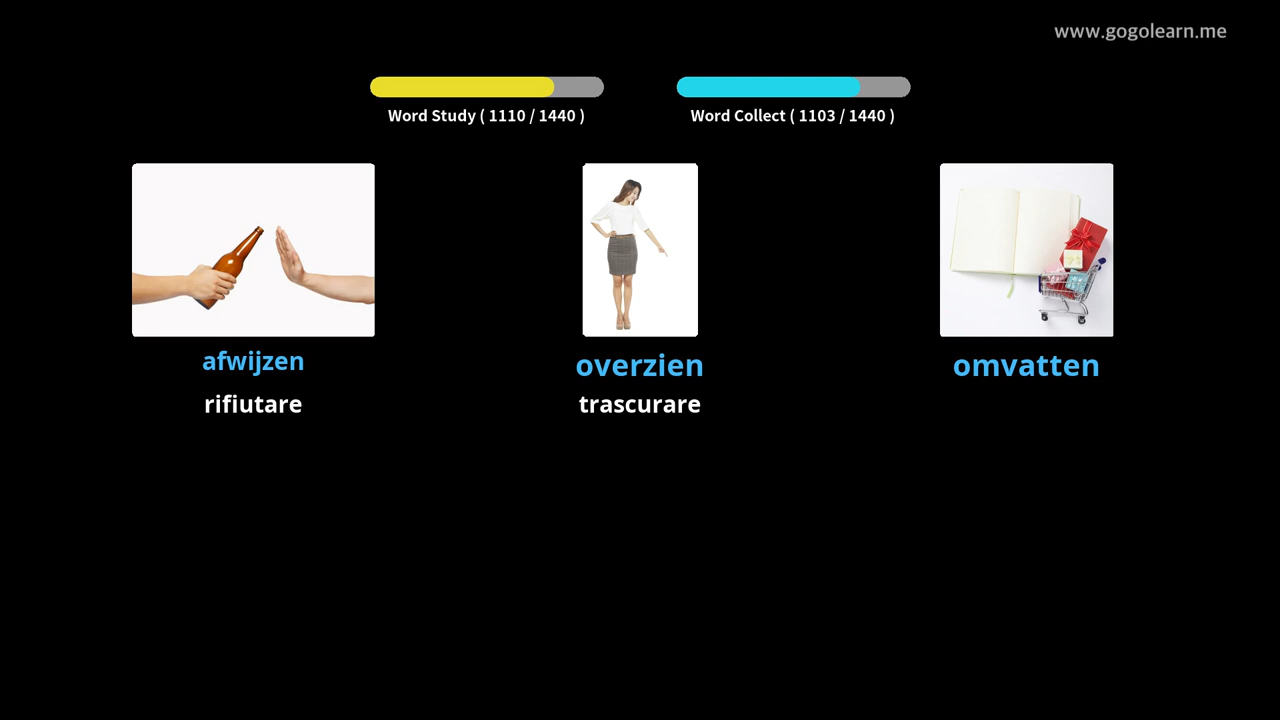 www.gogolearn.me
Word Study ( 1110 / 1440 )
Word Collect ( 1103 / 1440 )
afwijzen
rifiutare
overzien
trascurare
omvatten